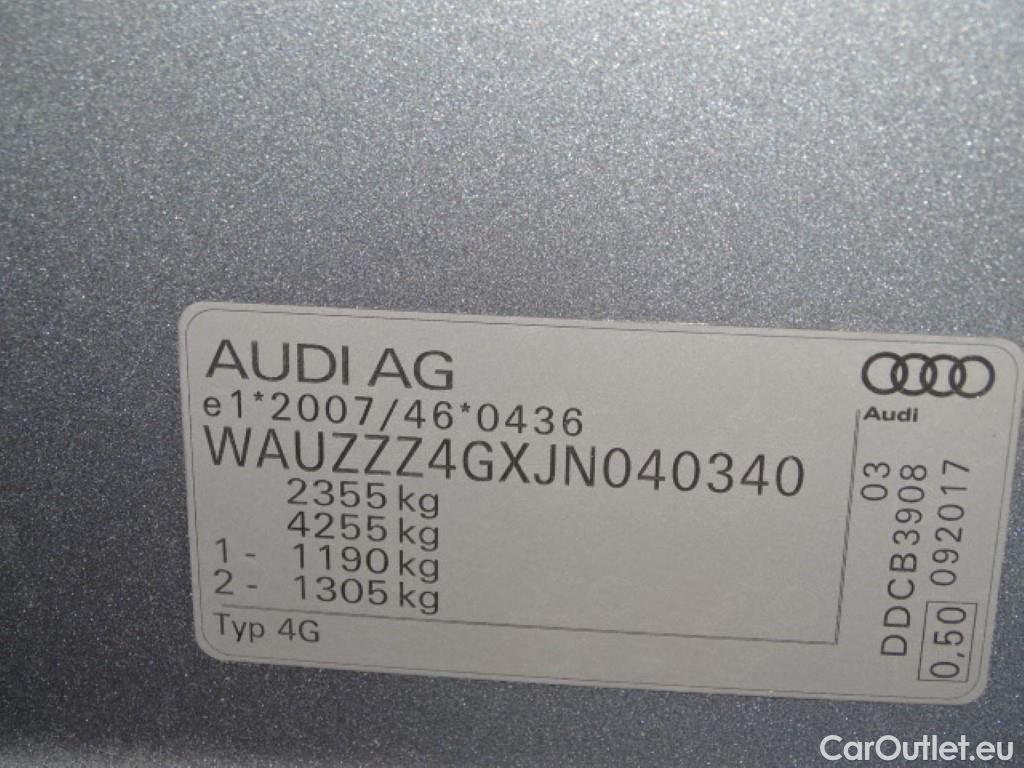 AUDI AG
e1*2007/46*0436
WAUZZZ4GXJN040340
2355 kg
4255 kg
1 - 1190 kg
2 - 1305 kg
Typ 4G
Audi
03
DDCB3908
0,50 092017
CarOutlet.eu